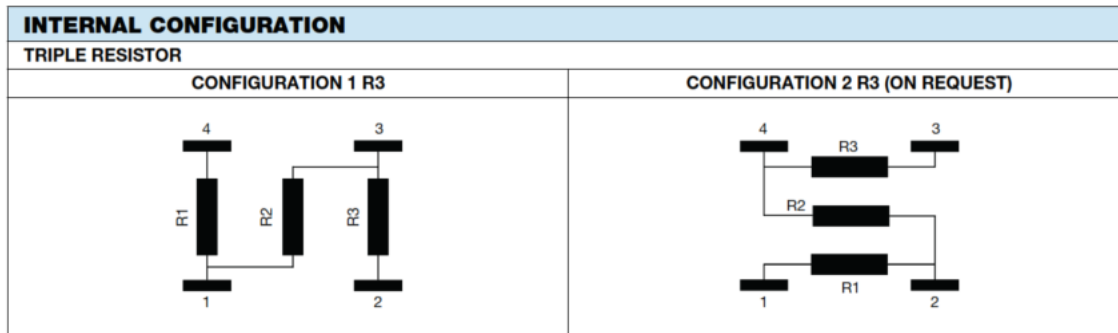 INTERNAL CONFIGURATION
TRIPLE RESISTOR
CONFIGURATION 1 R3
CONFIGURATION 2 R3 (ON REQUEST)
4
3
R1
R2
R3
1
2
4
3
R3
R2
R1
1
2